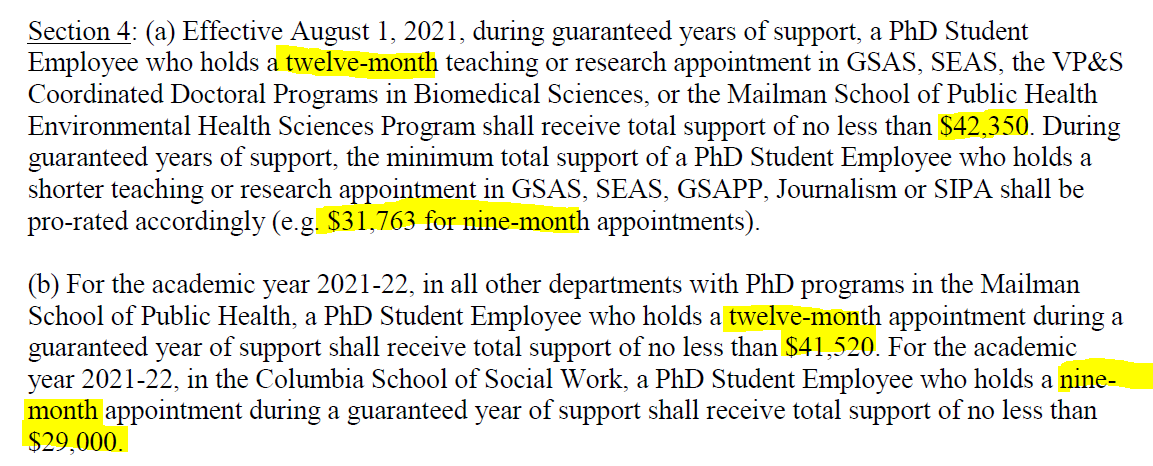 Section 4: (a) Effective August 1, 2021, during guaranteed years of support, a PhD Student
Employee who holds a twelve-month teaching or research appointment in GSAS, SEAS, the VP&S
Coordinated Doctoral Programs in Biomedical Sciences, or the Mailman School of Public Health
Environmental Health Sciences Program shall receive total support of no less than $42,350. During
guaranteed years of support, the minimum total support of a PhD Student Employee who holds a
shorter teaching or research appointment in GSAS, SEAS, GSAPP, Journalism or SIPA shall be
pro-rated accordingly (e.g. $31,763 for nine-month appointments).
(b) For the academic year 2021-22, in all other departments with PhD programs in the Mailman
School of Public Health, a PhD Student Employee who holds a twelve-month appointment during a
guaranteed year of support shall receive total support of no less than $41,520. For the academic
year 2021-22, in the Columbia School of Social Work, a PhD Student Employee who holds a nine-
month appointment during a guaranteed year of support shall receive total support of no less than
$29,000.